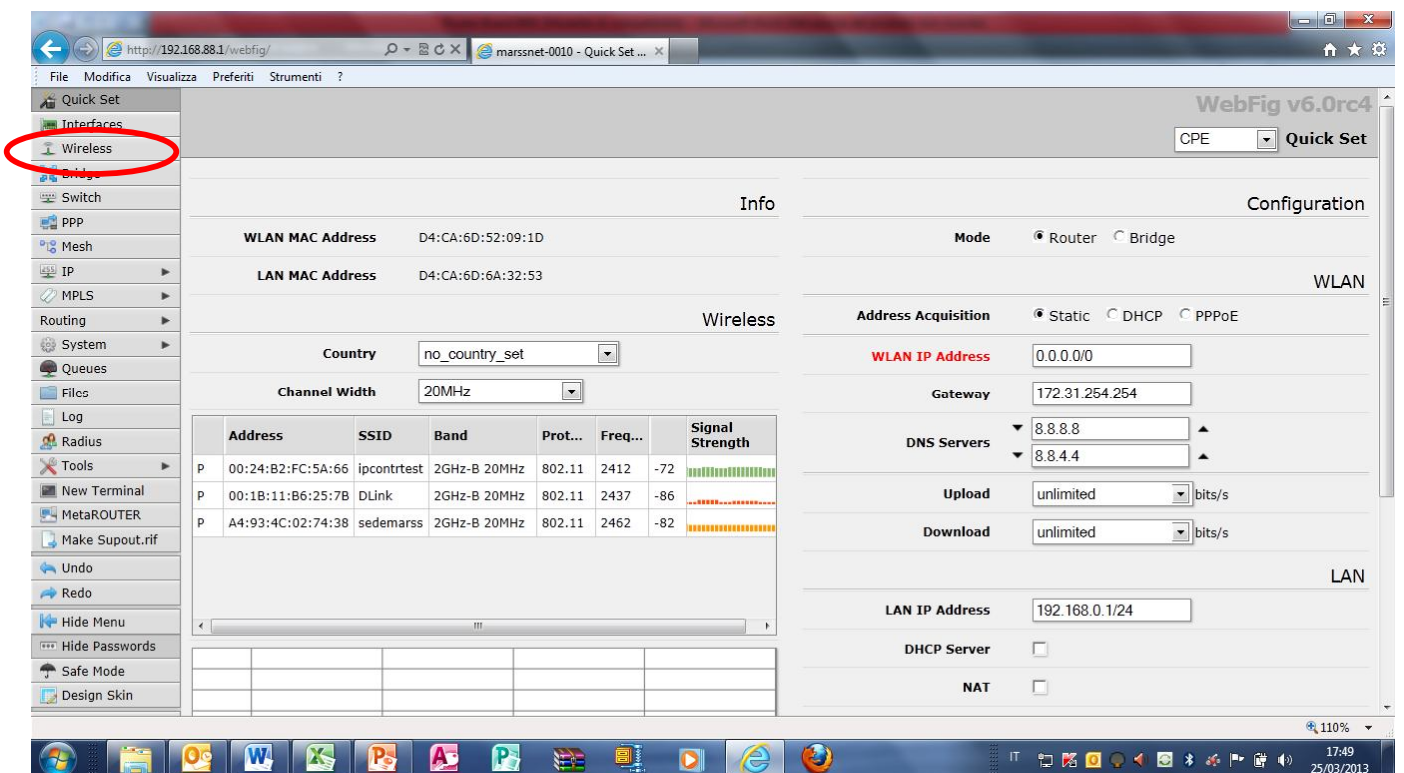 http://192.168.88.1/webfig/
marssnet-0010 - Quick Set ...
File Modifica Visualizza Preferiti Strumenti ?
Quick Set
Interfaces
Wireless
Bridge
Switch
PPP
Mesh
IP
MPLS
Routing
System
Queues
Files
Log
Radius
Tools
New Terminal
MetaROUTER
Make Supout.rif
Undo
Redo
Hide Menu
Hide Passwords
Safe Mode
Design Skin
WebFig v6.0rc4
CPE Quick Set
Info
WLAN MAC Address D4:CA:6D:52:09:1D
LAN MAC Address D4:CA:6D:6A:32:53
Wireless
Country no_country_set
Channel Width 20MHz
Address SSID Band Prot... Freq... Signal Strength
P 00:24:B2:FC:5A:66 ipcontrtest 2GHz-B 20MHz 802.11 2412 -72
P 00:1B:11:B6:25:7B DLink 2GHz-B 20MHz 802.11 2437 -86
P A4:93:4C:02:74:38 sedemarss 2GHz-B 20MHz 802.11 2462 -82
Configuration
Mode Router Bridge
WLAN
Address Acquisition Static DHCP PPPoE
WLAN IP Address 0.0.0.0/0
Gateway 172.31.254.254
DNS Servers 8.8.8.8
8.8.4.4
Upload unlimited bits/s
Download unlimited bits/s
LAN
LAN IP Address 192.168.0.1/24
DHCP Server
NAT
110%
IT
17:49
25/03/2013